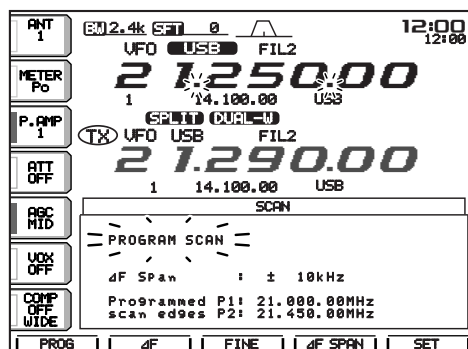 ANT
1
BW 2.4k SFT 0
12:00
12:00
VFO USB FIL2
METER
Po
21.250.00
1 14.100.00 USB
P.AMP
1
SPLIT DUAL-W
TX VFO USB FIL2
ATT
OFF
21.290.00
1 14.100.00 USB
AGC
MID
SCAN
PROGRAM SCAN
VOX
OFF
ΔF Span : ± 10kHz
COMP
OFF
WIDE
Programmed P1: 21.000.00MHz
scan edges P2: 21.450.00MHz
PROG ΔF FINE ΔF SPAN SET